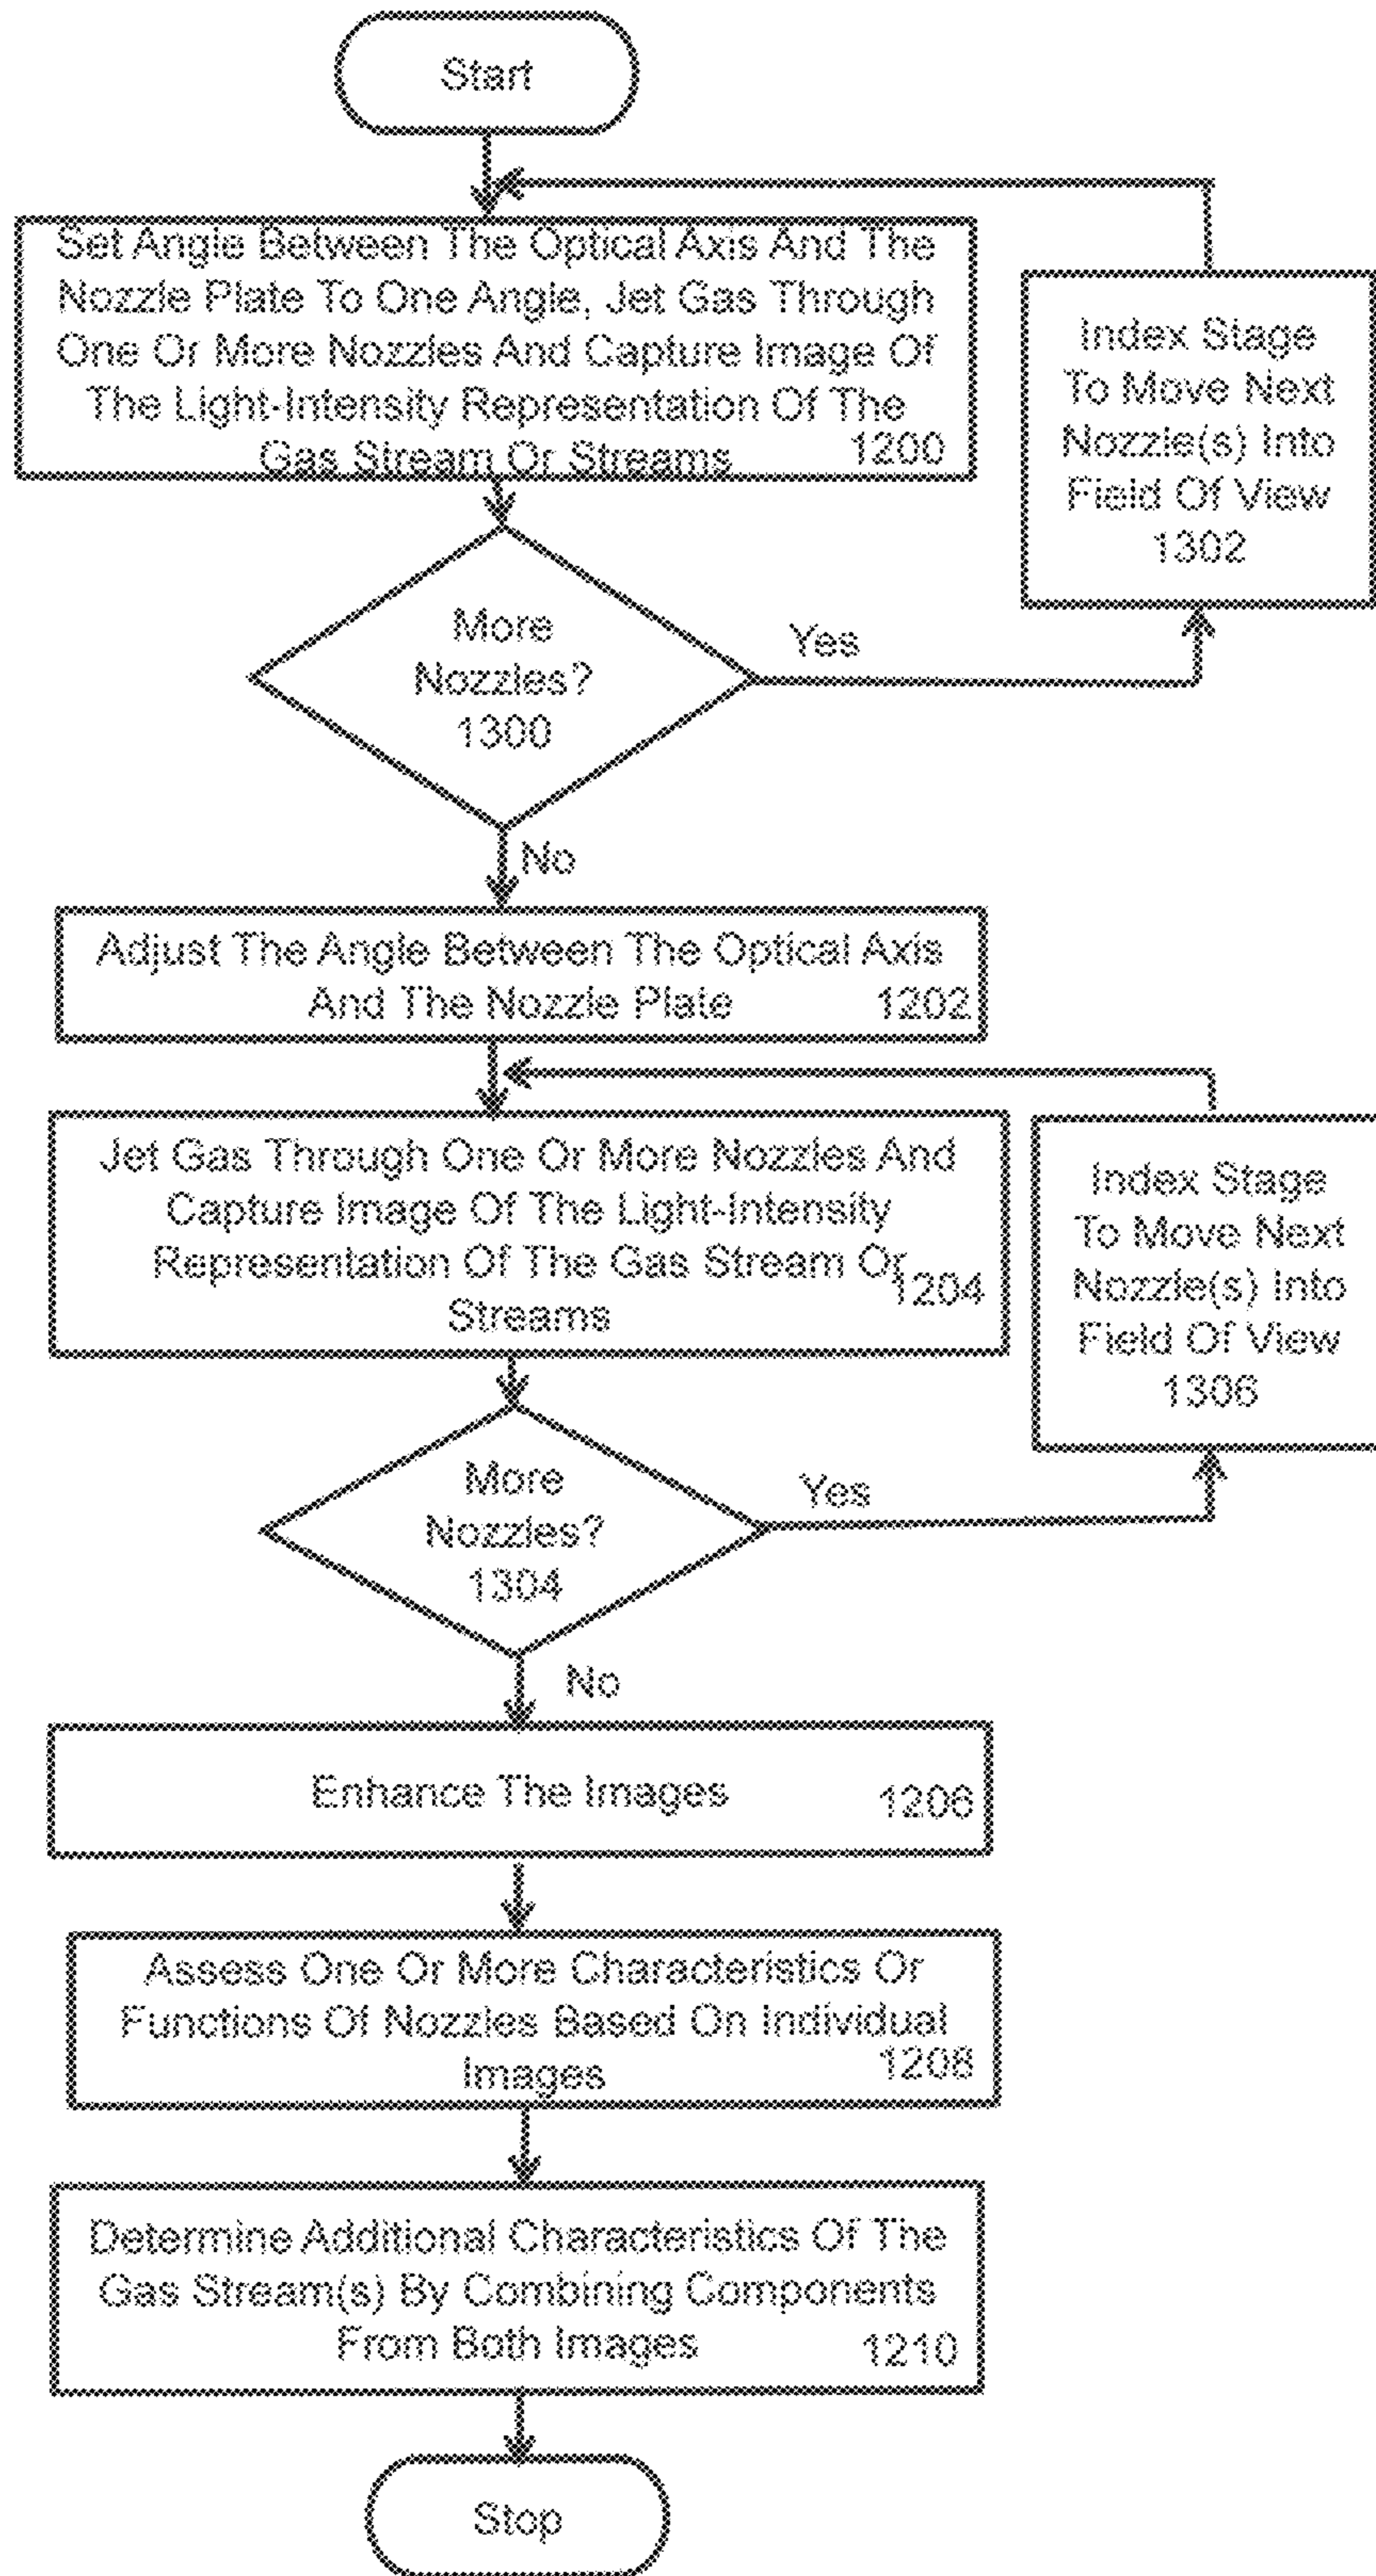 Start
Set Angle Between The Optical Axis And The
Nozzle Plate To One Angle, Jet Gas Through
One Or More Nozzles And Capture Image Of
The Light-Intensity Representation Of The
Gas Stream Or Streams 1200
Index Stage
To Move Next
Nozzle(s) Into
Field Of View
1302
More
Nozzles?
1300
Yes
No
Adjust The Angle Between The Optical Axis
And The Nozzle Plate 1202
Jet Gas Through One Or More Nozzles And
Capture Image Of The Light-Intensity
Representation Of The Gas Stream Or
Streams 1204
Index Stage
To Move Next
Nozzle(s) Into
Field Of View
1306
More
Nozzles?
1304
Yes
No
Enhance The Images 1206
Assess One Or More Characteristics Or
Functions Of Nozzles Based On Individual
Images 1208
Determine Additional Characteristics Of The
Gas Stream(s) By Combining Components
From Both Images 1210
Stop